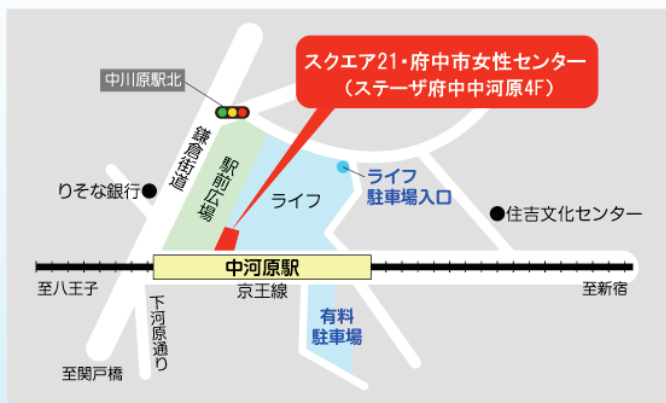 スクエア21・府中市女性センター
（ステーザ府中中河原4F）
中川原駅北
鎌倉街道
駅前広場
りそな銀行
ライフ
ライフ
駐車場入口
住吉文化センター
中河原駅
京王線
至八王子
至新宿
下河原通り
有料
駐車場
至関戸橋